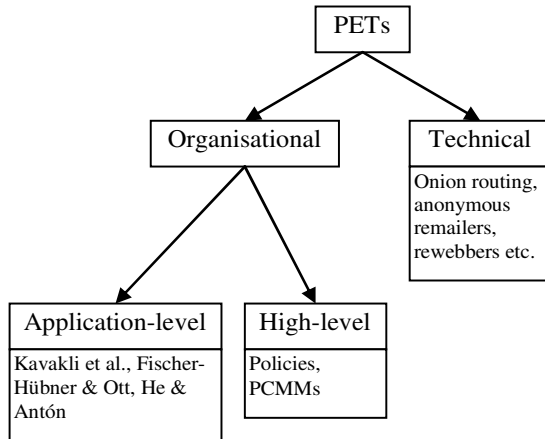 PETs
Organisational
Technical
Onion routing,
anonymous
remailers,
rewebbers etc.
Application-level
Kavakli et al., Fischer-
Hübner & Ott, He &
Antón
High-level
Policies,
PCMMs